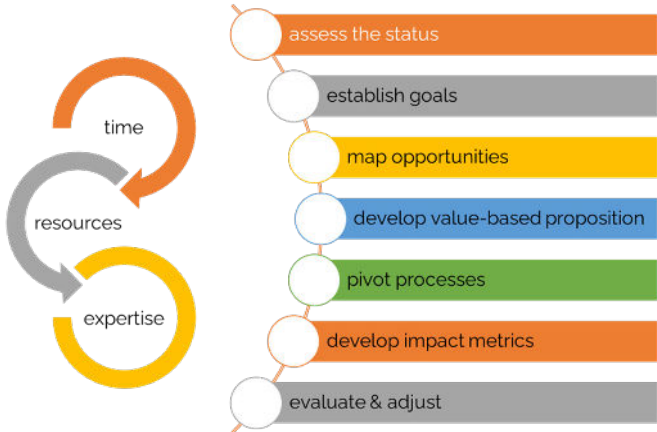 time
resources
expertise
assess the status
establish goals
map opportunities
develop value-based proposition
pivot processes
develop impact metrics
evaluate & adjust